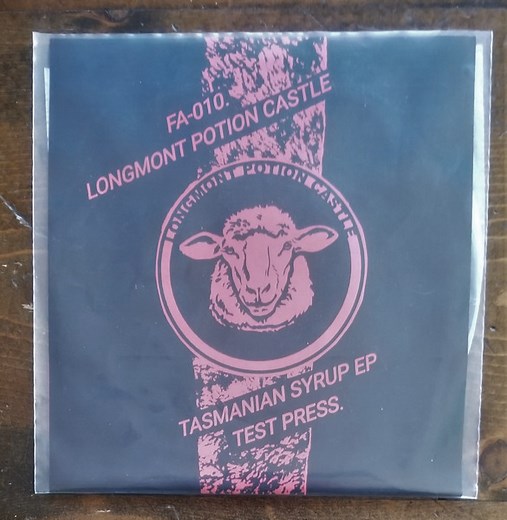 FA-010.
LONGMONT POTION CASTLE
LONGMONT POTION CASTLE
TASMANIAN SYRUP EP
TEST PRESS.